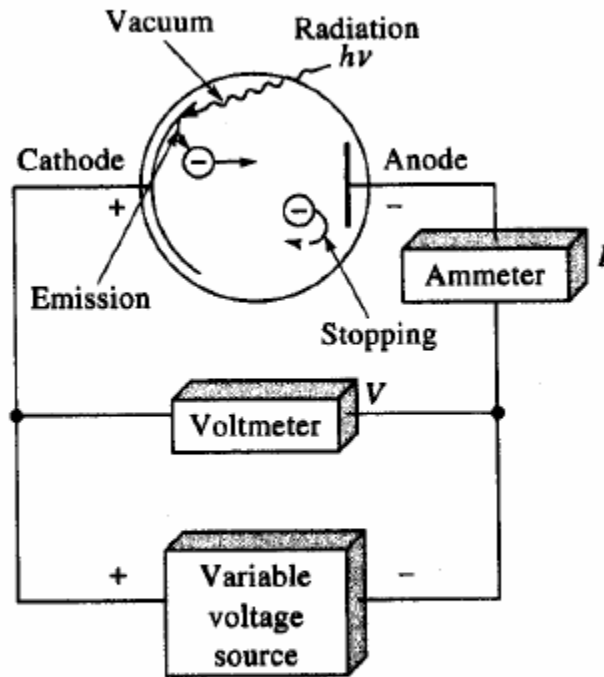 Vacuum
Radiation
hν
Cathode
Anode
+
−
−
−
Ammeter
I
Emission
Stopping
V
Voltmeter
+
−
Variable
voltage
source